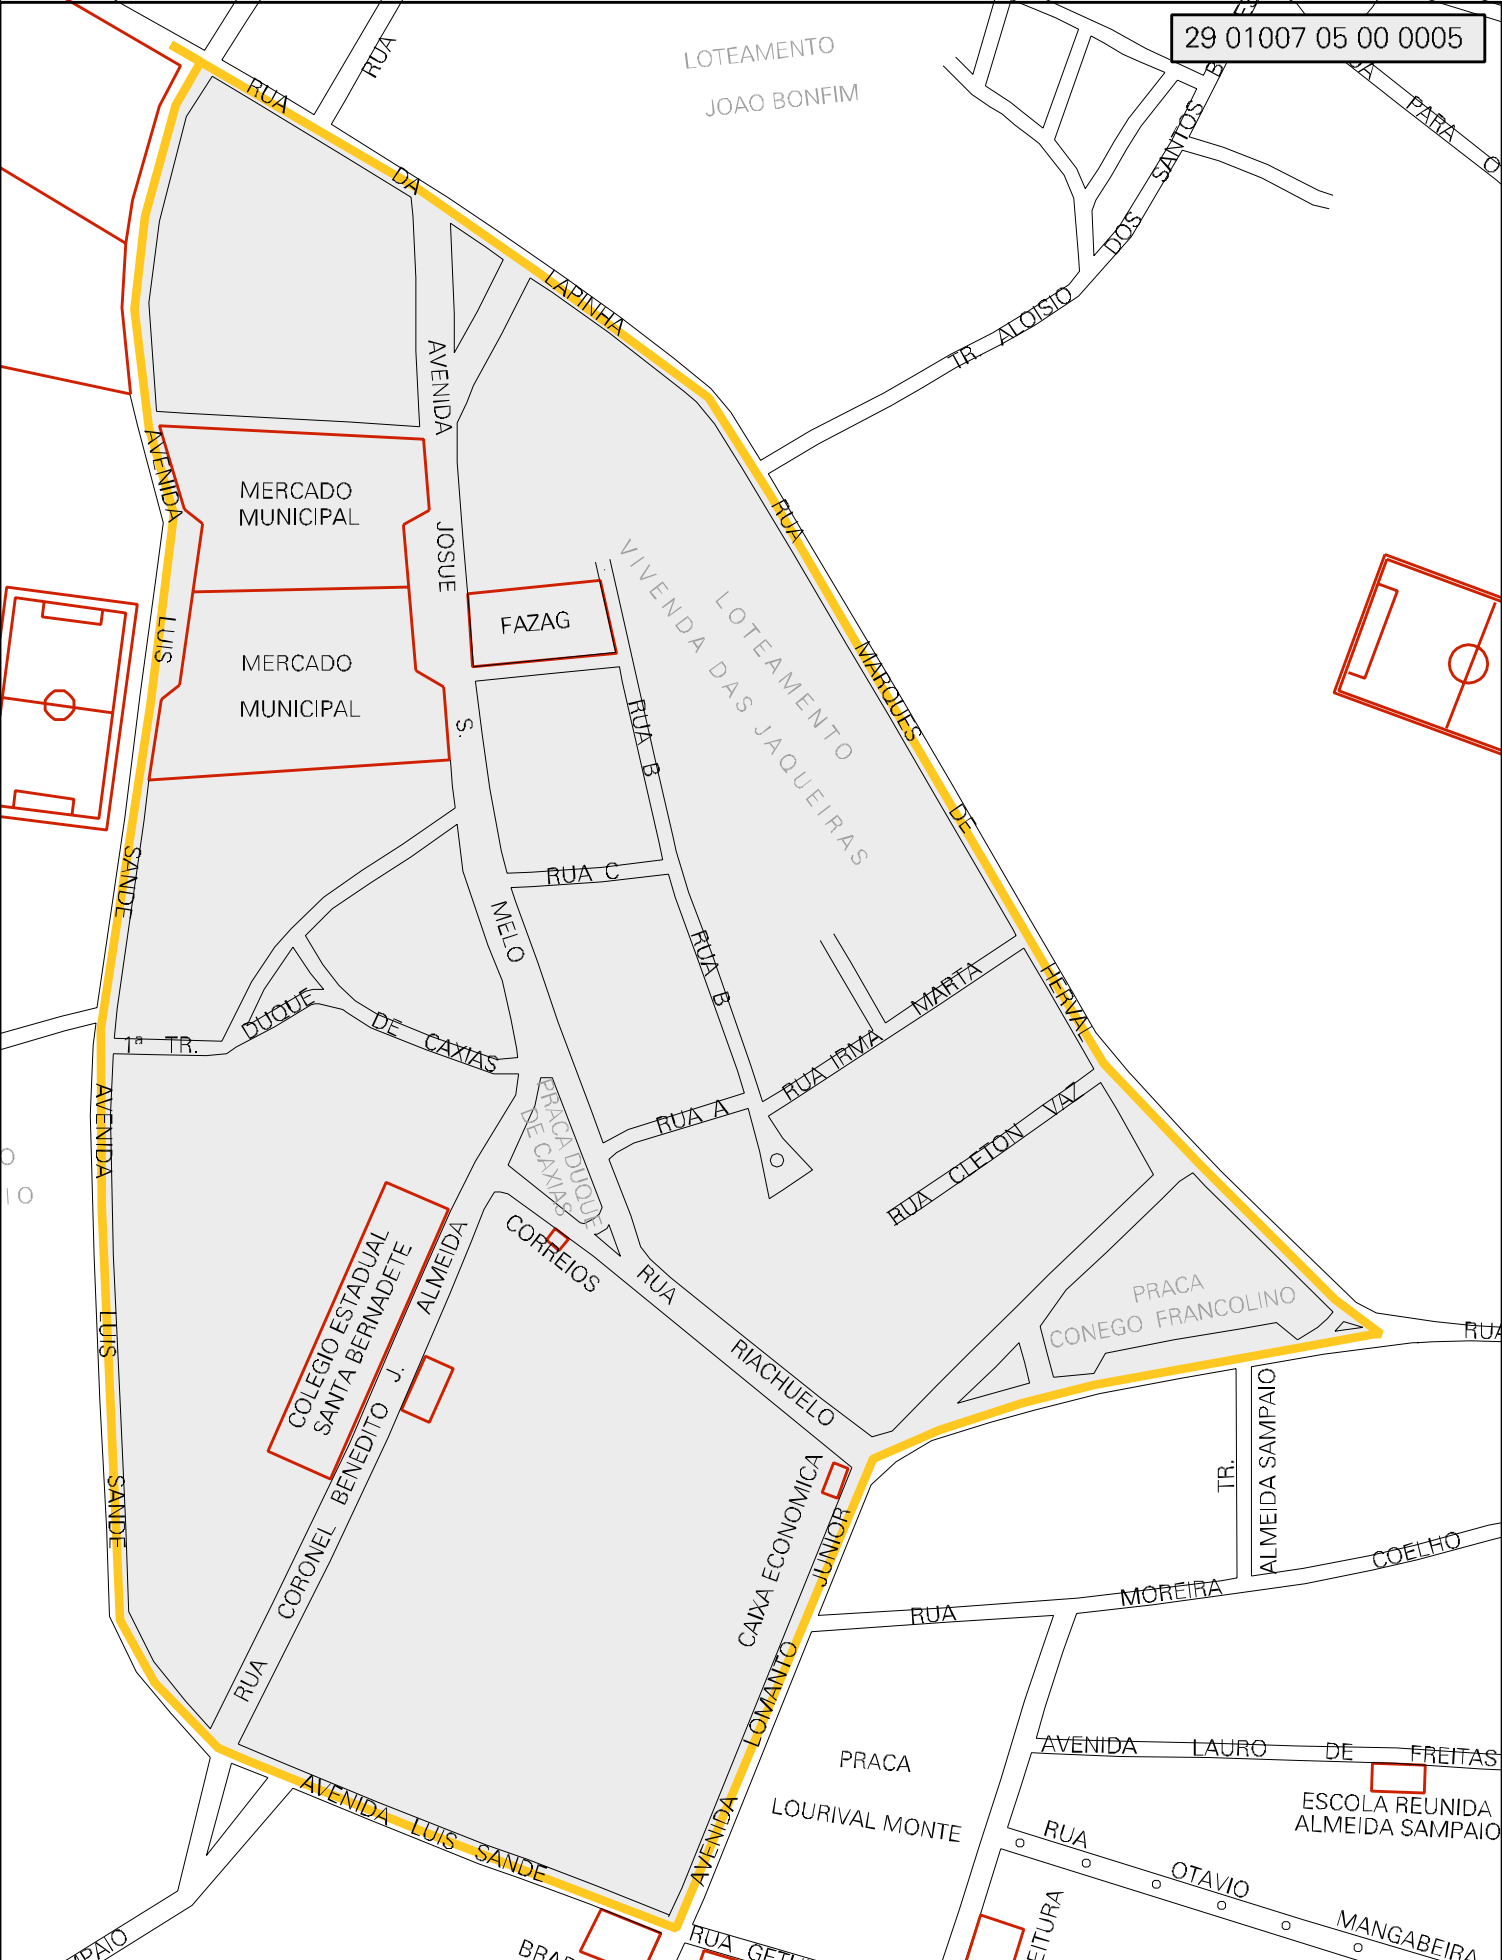 29 01007 05 00 0005
LOTEAMENTO
JOAO BONFIM
RUA
RUA
DA
LAPINHA
PARA O
TR. ALOISIO
DOS
SANTOS
AVENIDA
JOSUE
S.
MELO
AVENIDA
LUIS
SANDE
MERCADO
MUNICIPAL
MERCADO
MUNICIPAL
FAZAG
VIVENDA DAS JAQUEIRAS
LOTEAMENTO
RUA
MARQUES
DE
HERVAL
RUA B
RUA C
RUA B
RUA IRMA MARTA
RUA A
RUA CLETON VAZ
1ª TR.
DUQUE
DE CAXIAS
PRACA DUQUE
DE CAXIAS
AVENIDA
LUIS
SANDE
COLEGIO ESTADUAL
SANTA BERNADETE
RUA CORONEL BENEDITO J. ALMEIDA
CORREIOS
RUA
RIACHUELO
PRACA
CONEGO FRANCOLINO
RUA
TR.
ALMEIDA SAMPAIO
CAIXA ECONOMICA
AVENIDA LOMANTO JUNIOR
RUA MOREIRA COELHO
AVENIDA LAURO DE FREITAS
ESCOLA REUNIDA
ALMEIDA SAMPAIO
PRACA
LOURIVAL MONTE
RUA
OTAVIO
MANGABEIRA
AVENIDA LUIS SANDE